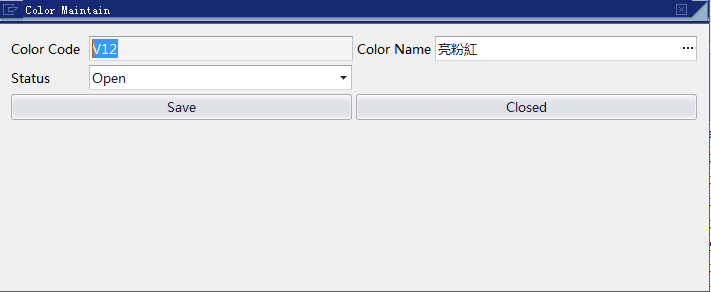 Color Maintain
Color Code V12 Color Name 亮粉紅 ...
Status Open
Save Closed